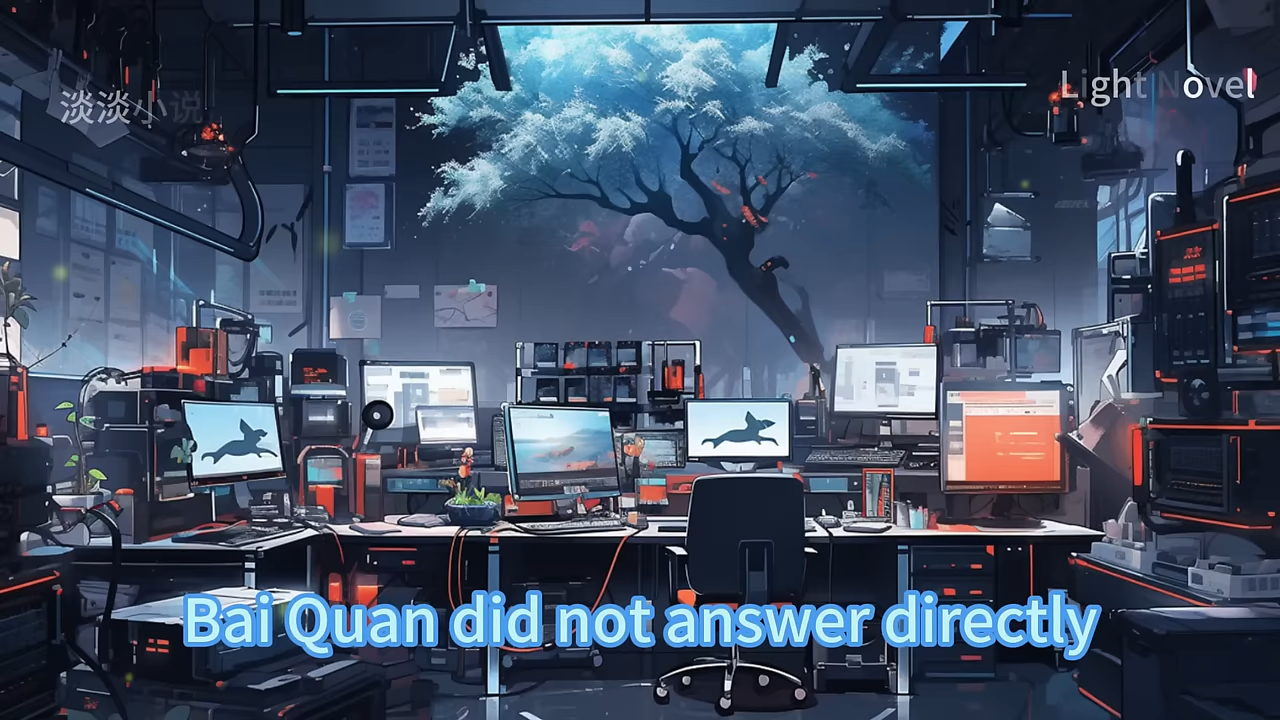 淡淡小说
Light Novel
Bai Quan did not answer directly